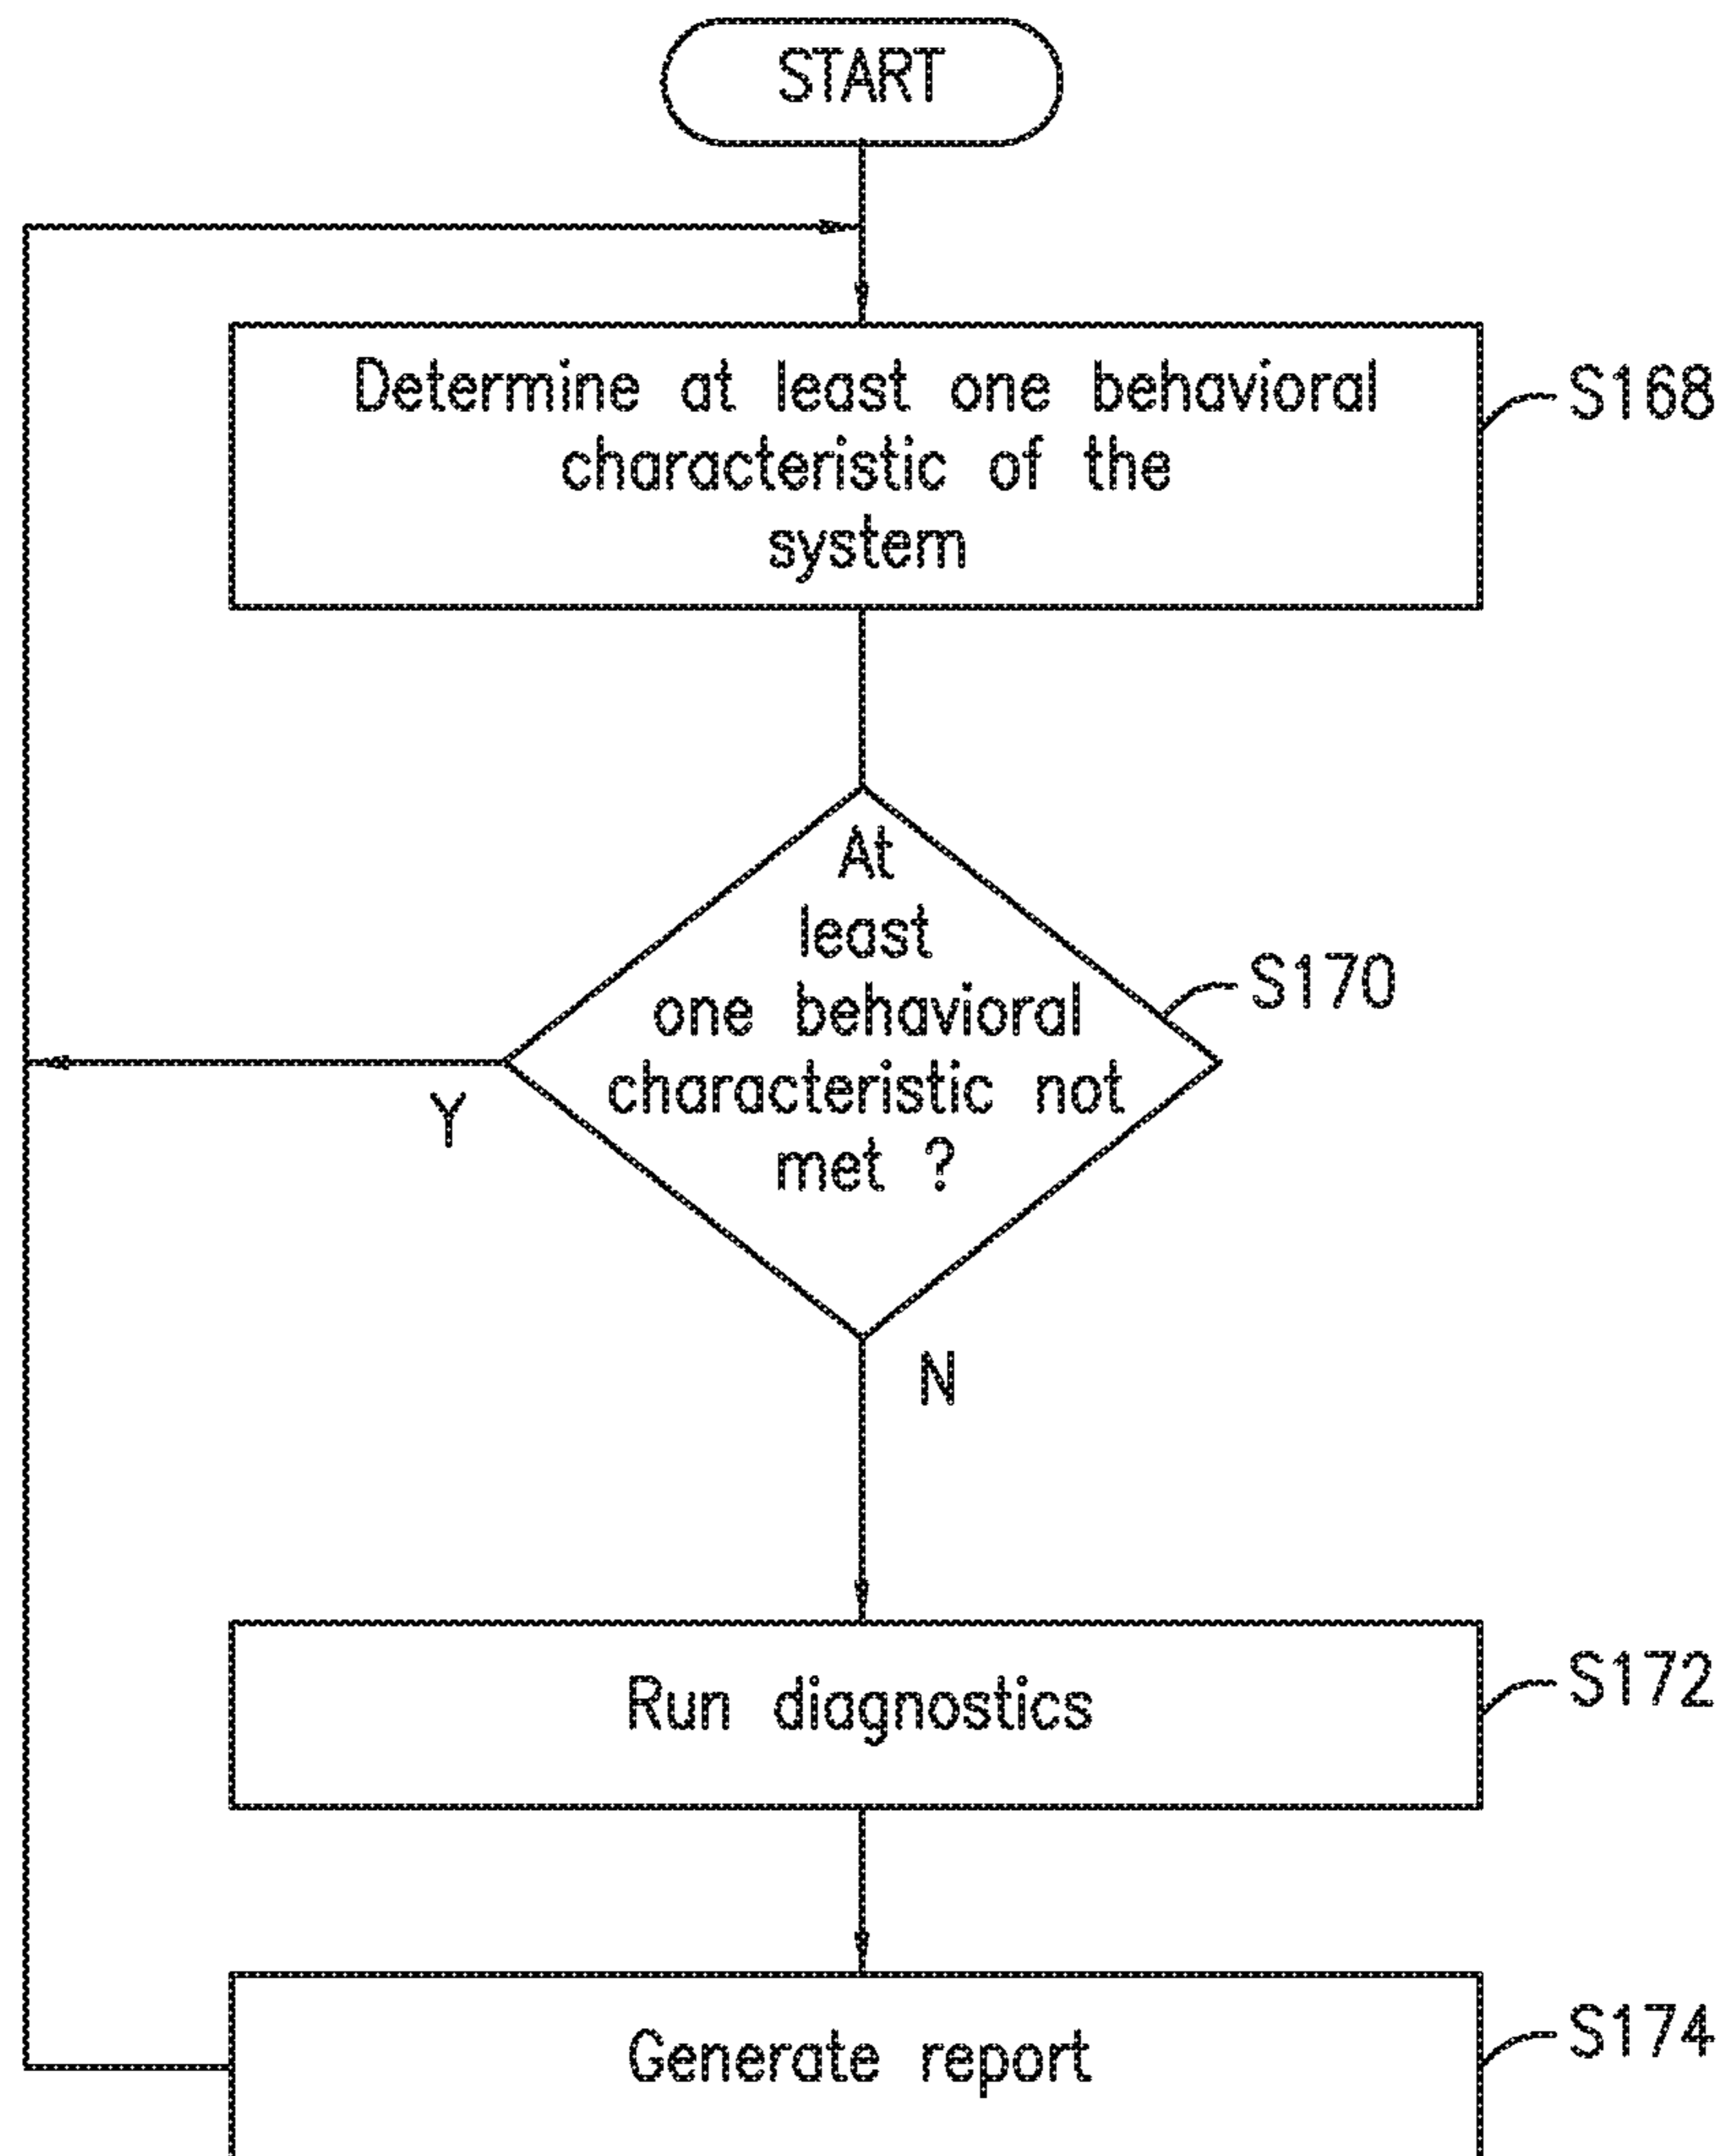 START
Determine at least one behavioral
characteristic of the
system
S168
At
least
one behavioral
characteristic not
met ?
S170
Y
N
Run diagnostics
S172
Generate report
S174